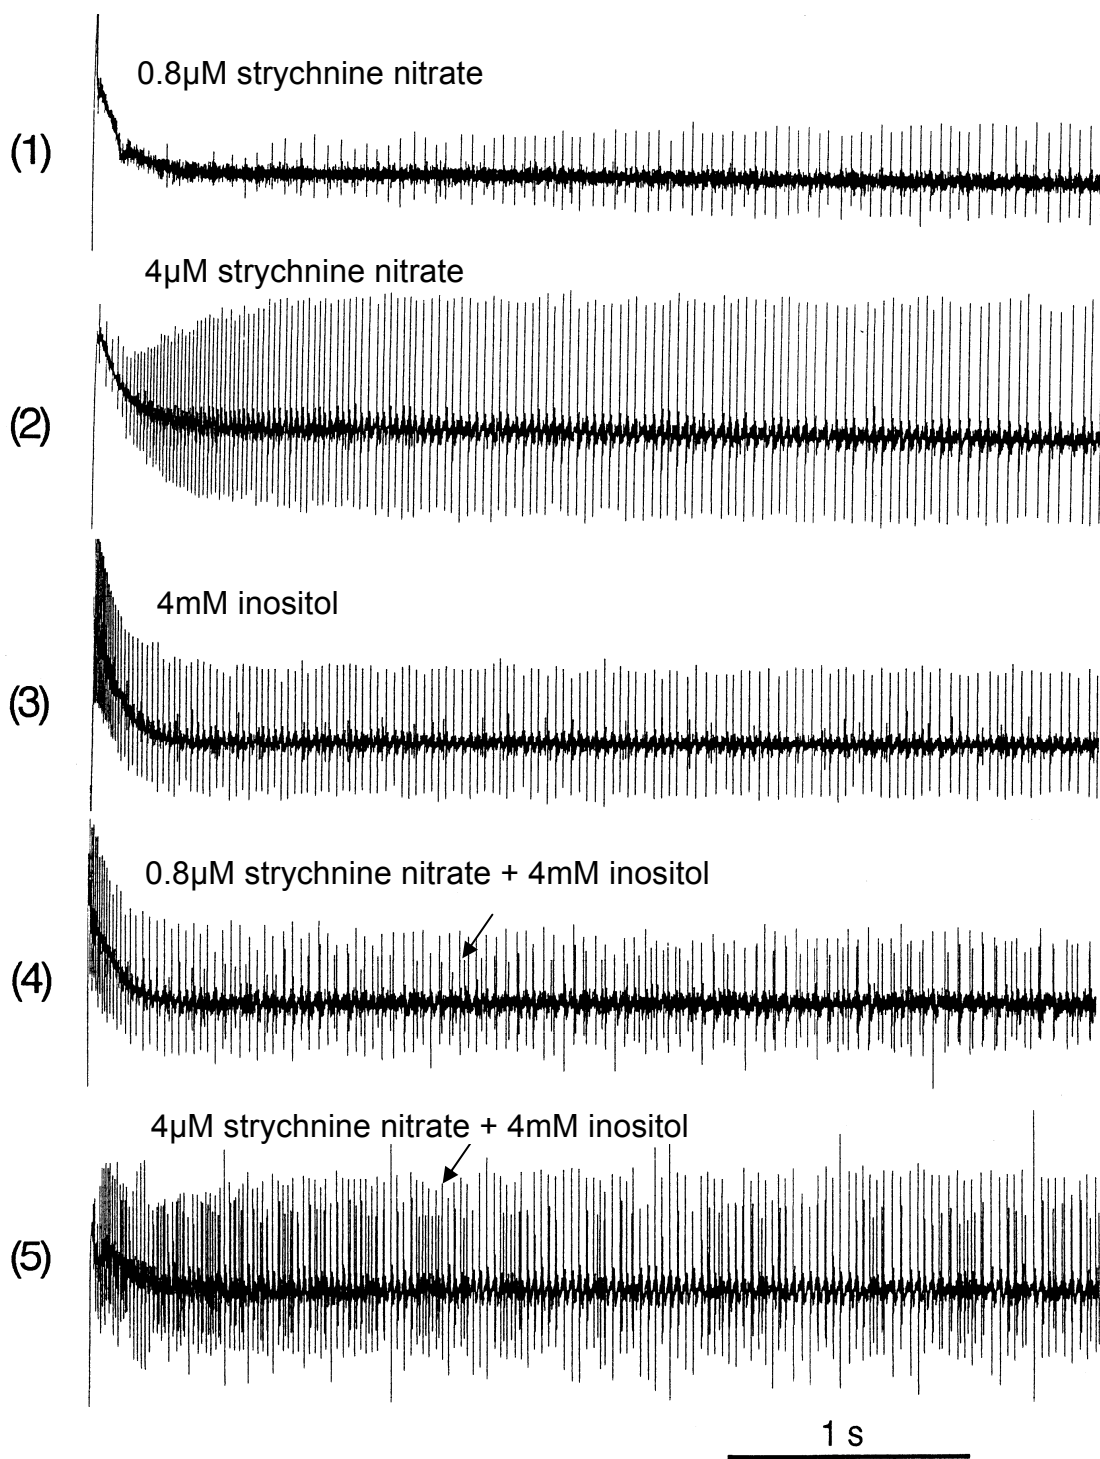 0.8µM strychnine nitrate
(1)
4µM strychnine nitrate
(2)
4mM inositol
(3)
0.8µM strychnine nitrate + 4mM inositol
(4)
4µM strychnine nitrate + 4mM inositol
(5)
1 s